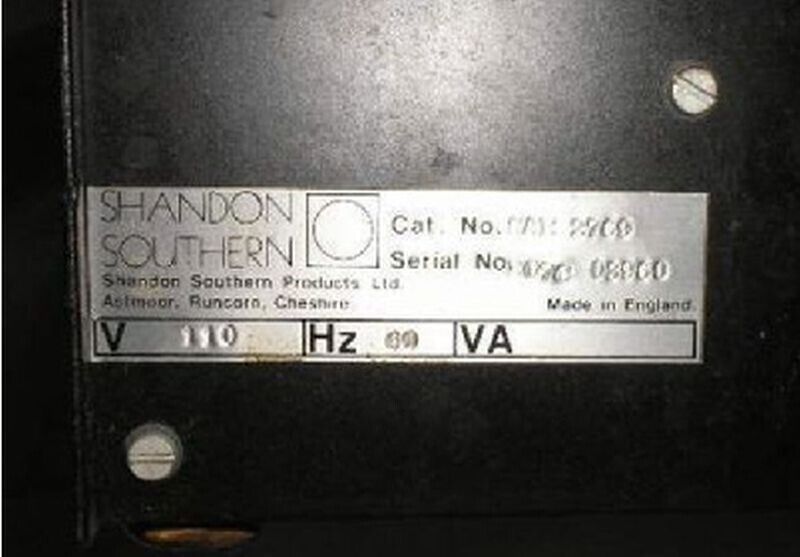 SHANDON
SOUTHERN
Cat. No.
Serial No.
Shandon Southern Products Ltd.
Astmoor, Runcorn, Cheshire.
Made in England.
V 110 Hz 60 VA